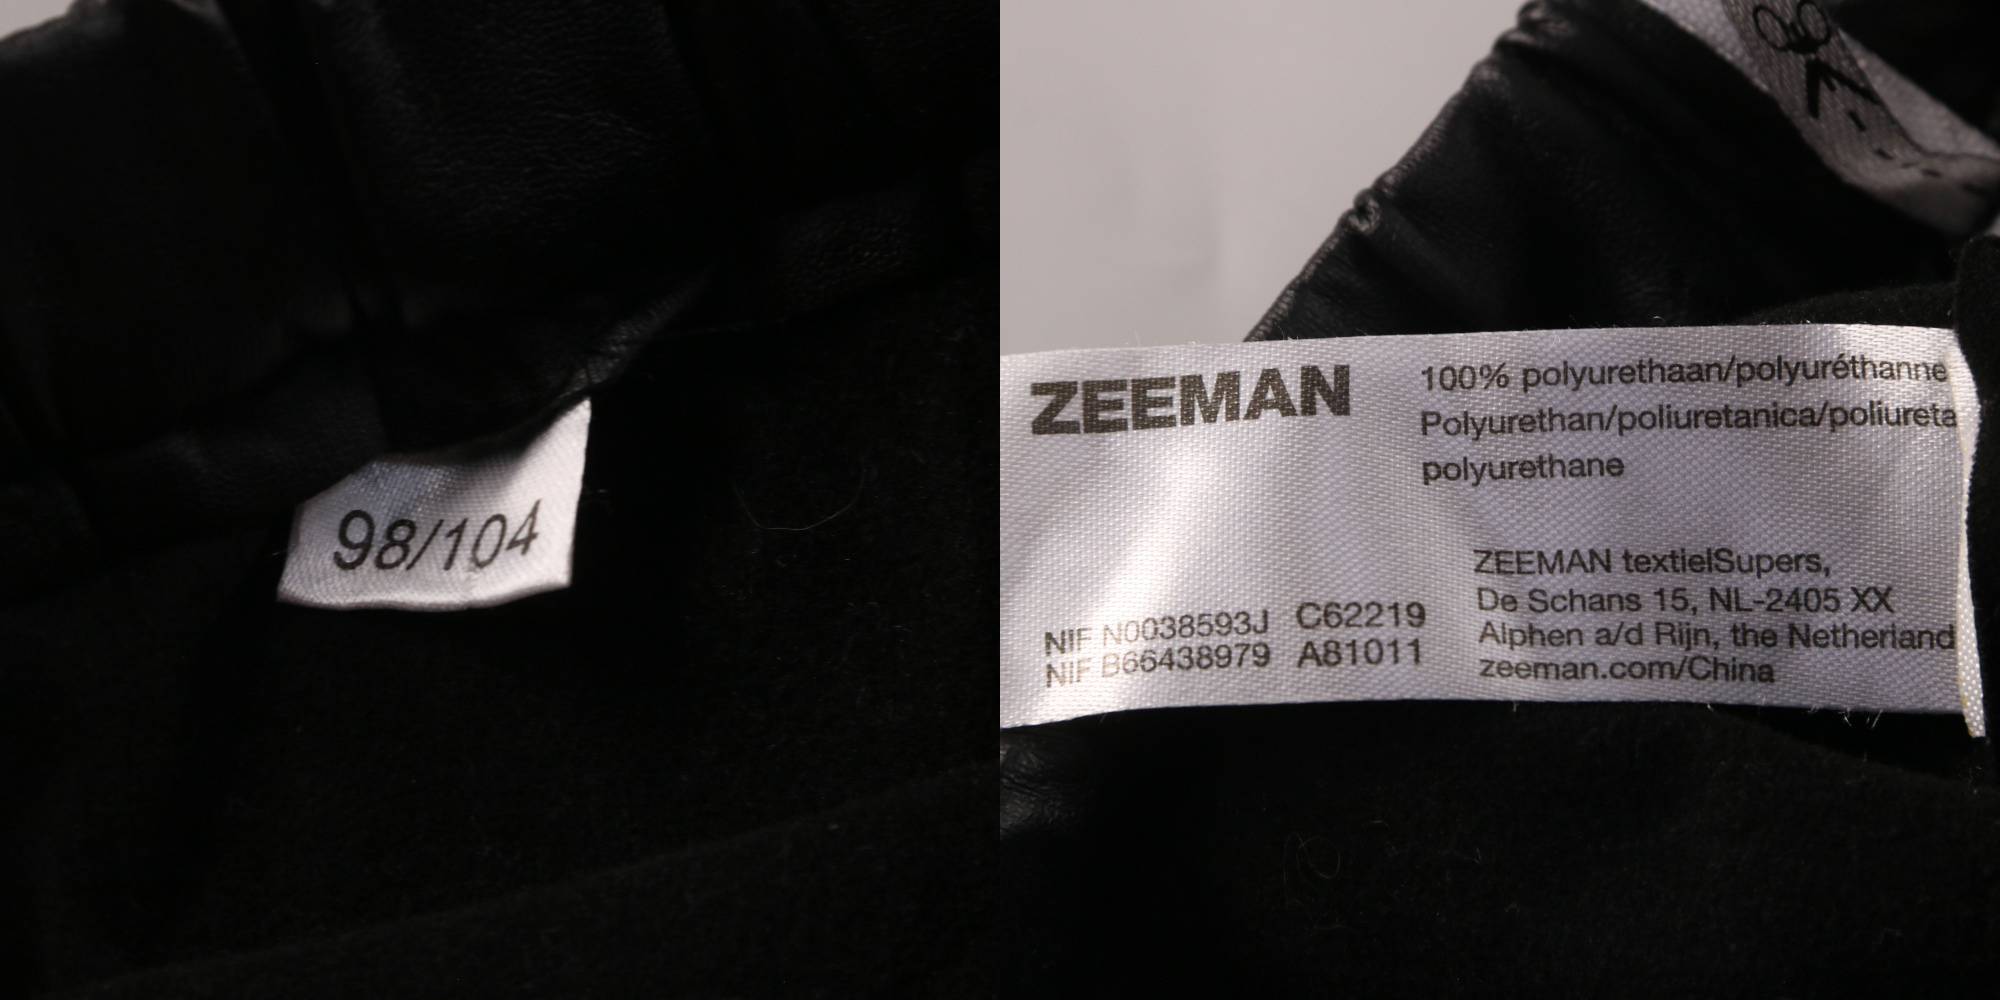 98/104
ZEEMAN
100% polyurethaan/polyuréthanne
Polyurethan/poliuretanica/poliureta
polyurethane
ZEEMAN textielSupers,
De Schans 15, NL-2405 XX
Alphen a/d Rijn, the Netherland
zeeman.com/China
NIF N0038593J C62219
NIF B66438979 A81011